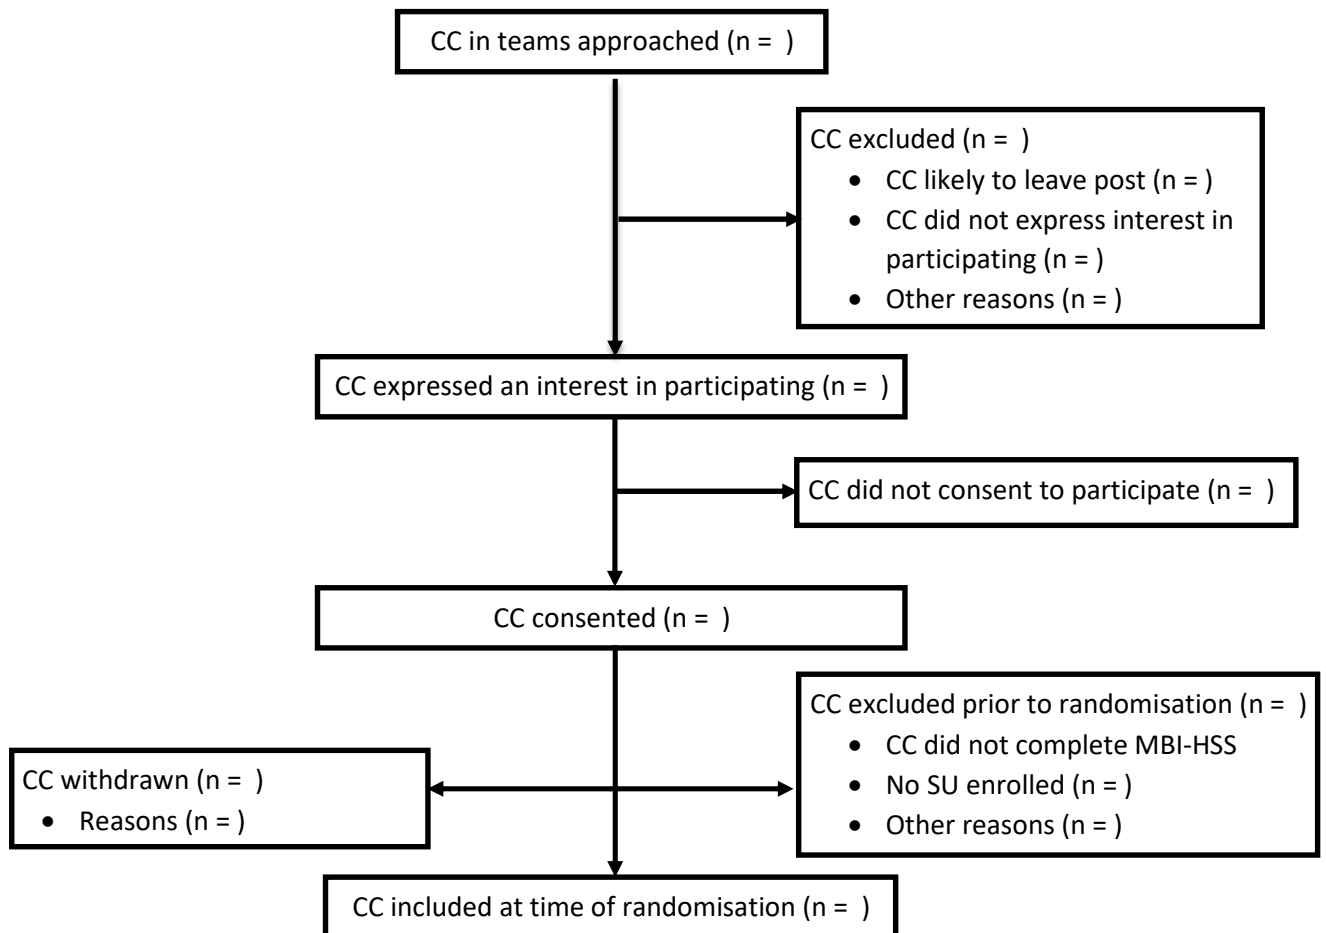 CC in teams approached (n =  )
CC excluded (n =  )
• CC likely to leave post (n = )
• CC did not express interest in
participating (n = )
• Other reasons (n = )
CC expressed an interest in participating (n =  )
CC did not consent to participate (n =  )
CC consented (n =  )
CC excluded prior to randomisation (n =  )
• CC did not complete MBI-HSS
• No SU enrolled (n = )
• Other reasons (n = )
CC withdrawn (n =  )
• Reasons (n = )
CC included at time of randomisation (n =  )